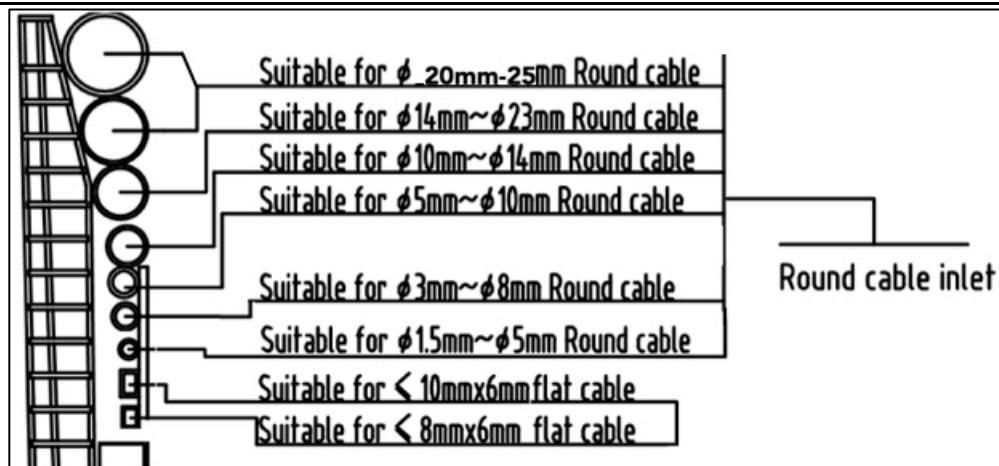 Suitable for ϕ 20mm-25mm Round cable
Suitable for ϕ14mm~ϕ23mm Round cable
Suitable for ϕ10mm~ϕ14mm Round cable
Suitable for ϕ5mm~ϕ10mm Round cable
Round cable inlet
Suitable for ϕ3mm~ϕ8mm Round cable
Suitable for ϕ1.5mm~ϕ5mm Round cable
Suitable for < 10mmx6mm flat cable
Suitable for < 8mmx6mm flat cable